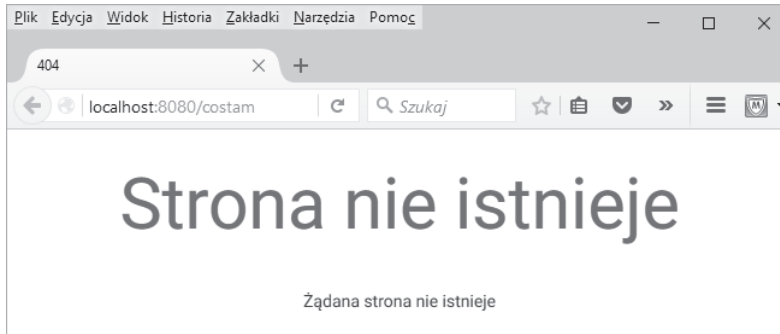 Plik Edycja Widok Historia Zakładki Narzędzia Pomoc
404
localhost:8080/costam
Szukaj
Strona nie istnieje
Żądana strona nie istnieje